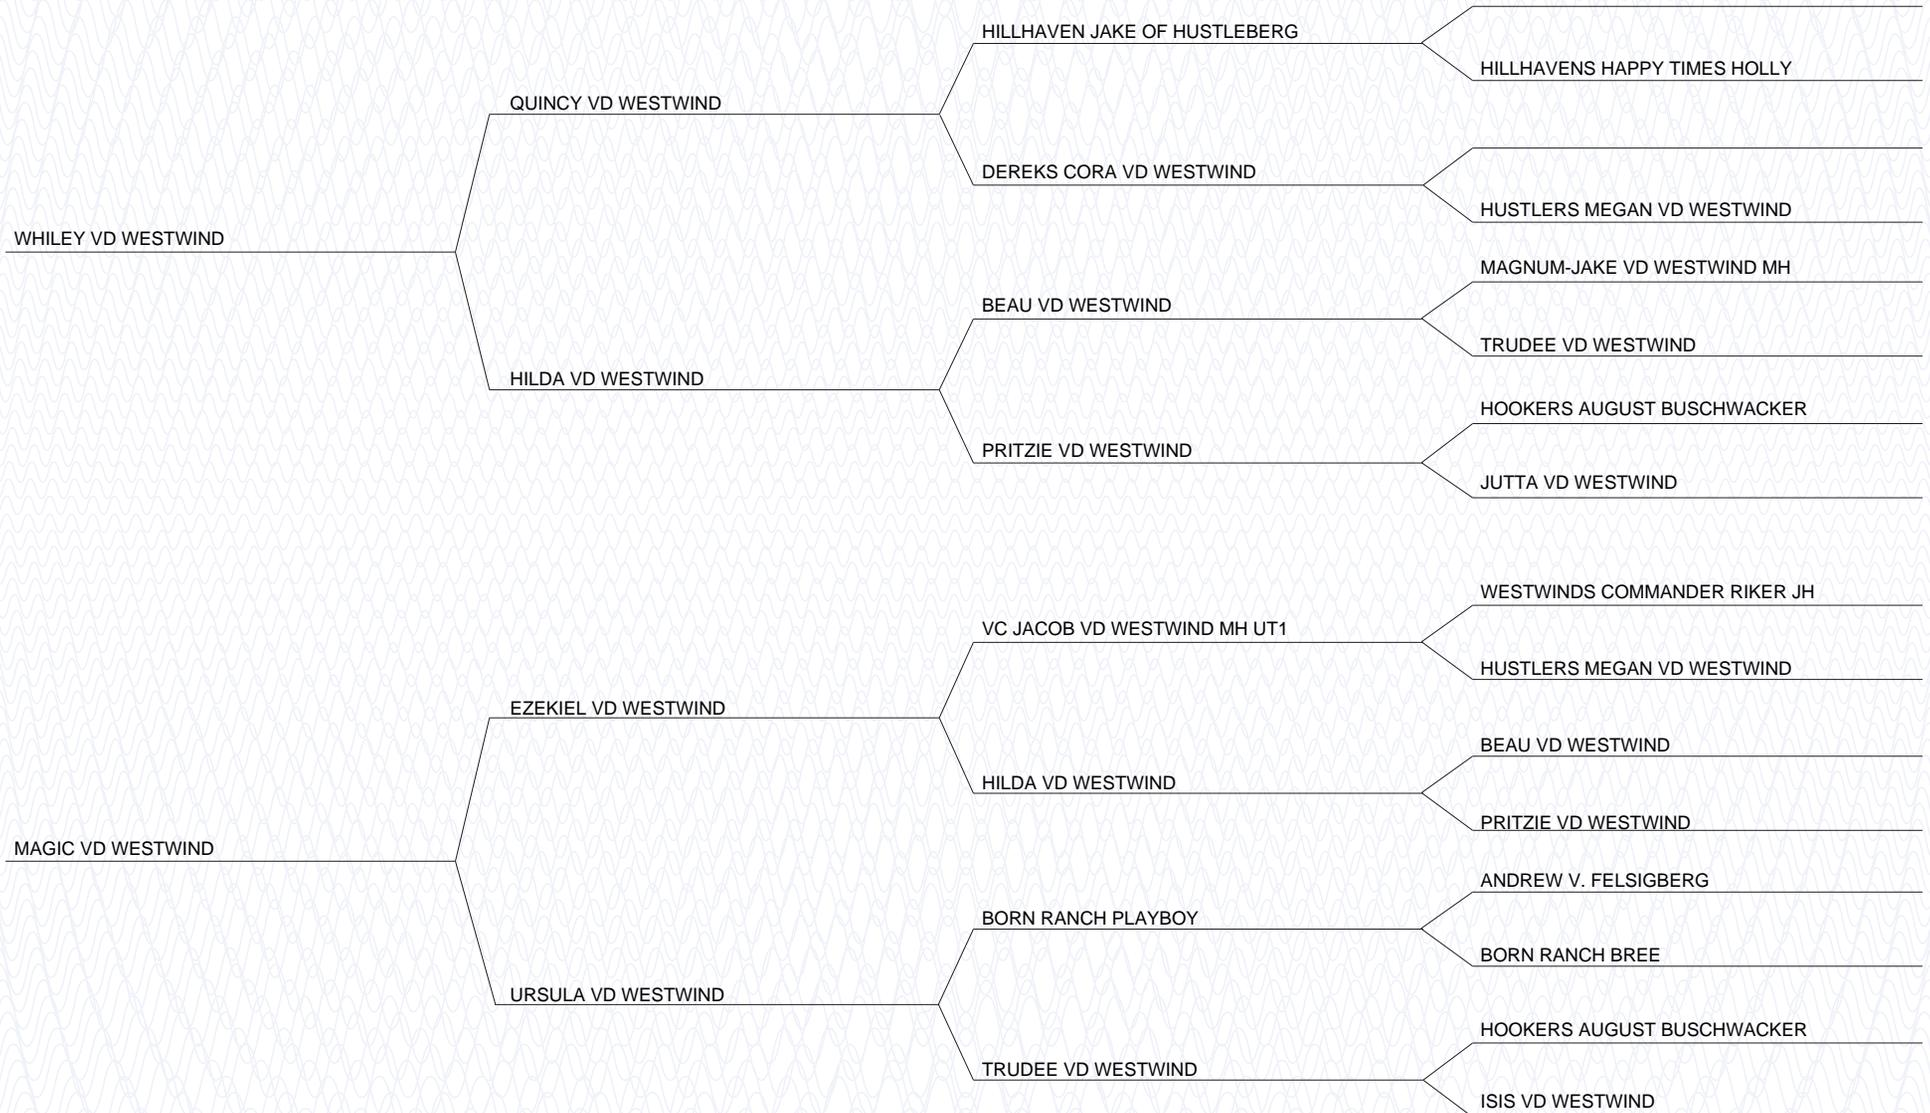 HILLHAVEN JAKE OF HUSTLEBERG
HILLHAVENS HAPPY TIMES HOLLY
QUINCY VD WESTWIND
DEREKS CORA VD WESTWIND
HUSTLERS MEGAN VD WESTWIND
WHILEY VD WESTWIND
MAGNUM-JAKE VD WESTWIND MH
BEAU VD WESTWIND
TRUDEE VD WESTWIND
HILDA VD WESTWIND
HOOKERS AUGUST BUSCHWACKER
PRITZIE VD WESTWIND
JUTTA VD WESTWIND
WESTWINDS COMMANDER RIKER JH
VC JACOB VD WESTWIND MH UT1
HUSTLERS MEGAN VD WESTWIND
EZEKIEL VD WESTWIND
BEAU VD WESTWIND
HILDA VD WESTWIND
PRITZIE VD WESTWIND
MAGIC VD WESTWIND
ANDREW V. FELSIGBERG
BORN RANCH PLAYBOY
BORN RANCH BREE
URSULA VD WESTWIND
HOOKERS AUGUST BUSCHWACKER
TRUDEE VD WESTWIND
ISIS VD WESTWIND